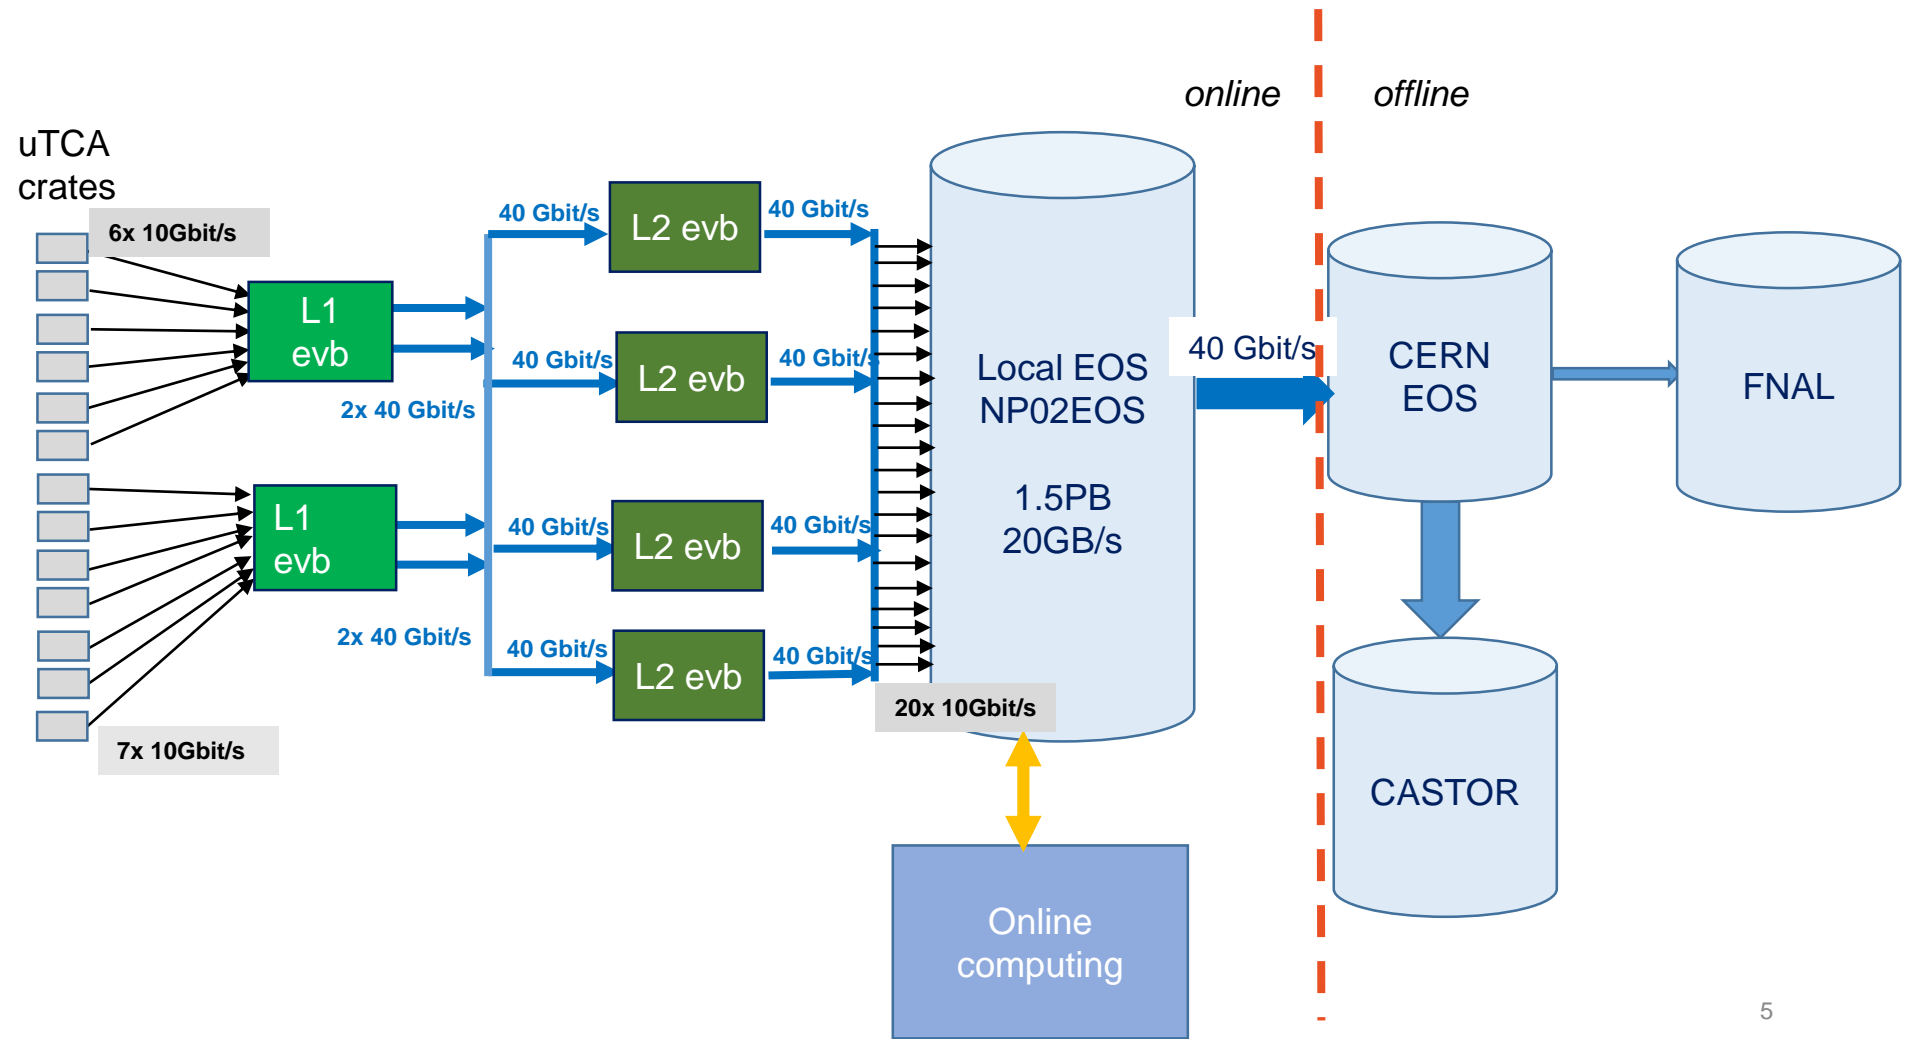 online
offline
uTCA
crates
6x 10Gbit/s
40 Gbit/s
L2 evb
40 Gbit/s
L1
evb
2x 40 Gbit/s
40 Gbit/s
L2 evb
40 Gbit/s
L1
evb
2x 40 Gbit/s
40 Gbit/s
L2 evb
40 Gbit/s
40 Gbit/s
L2 evb
40 Gbit/s
7x 10Gbit/s
20x 10Gbit/s
Local EOS
NP02EOS
1.5PB
20GB/s
40 Gbit/s
CERN
EOS
FNAL
CASTOR
Online
computing
5